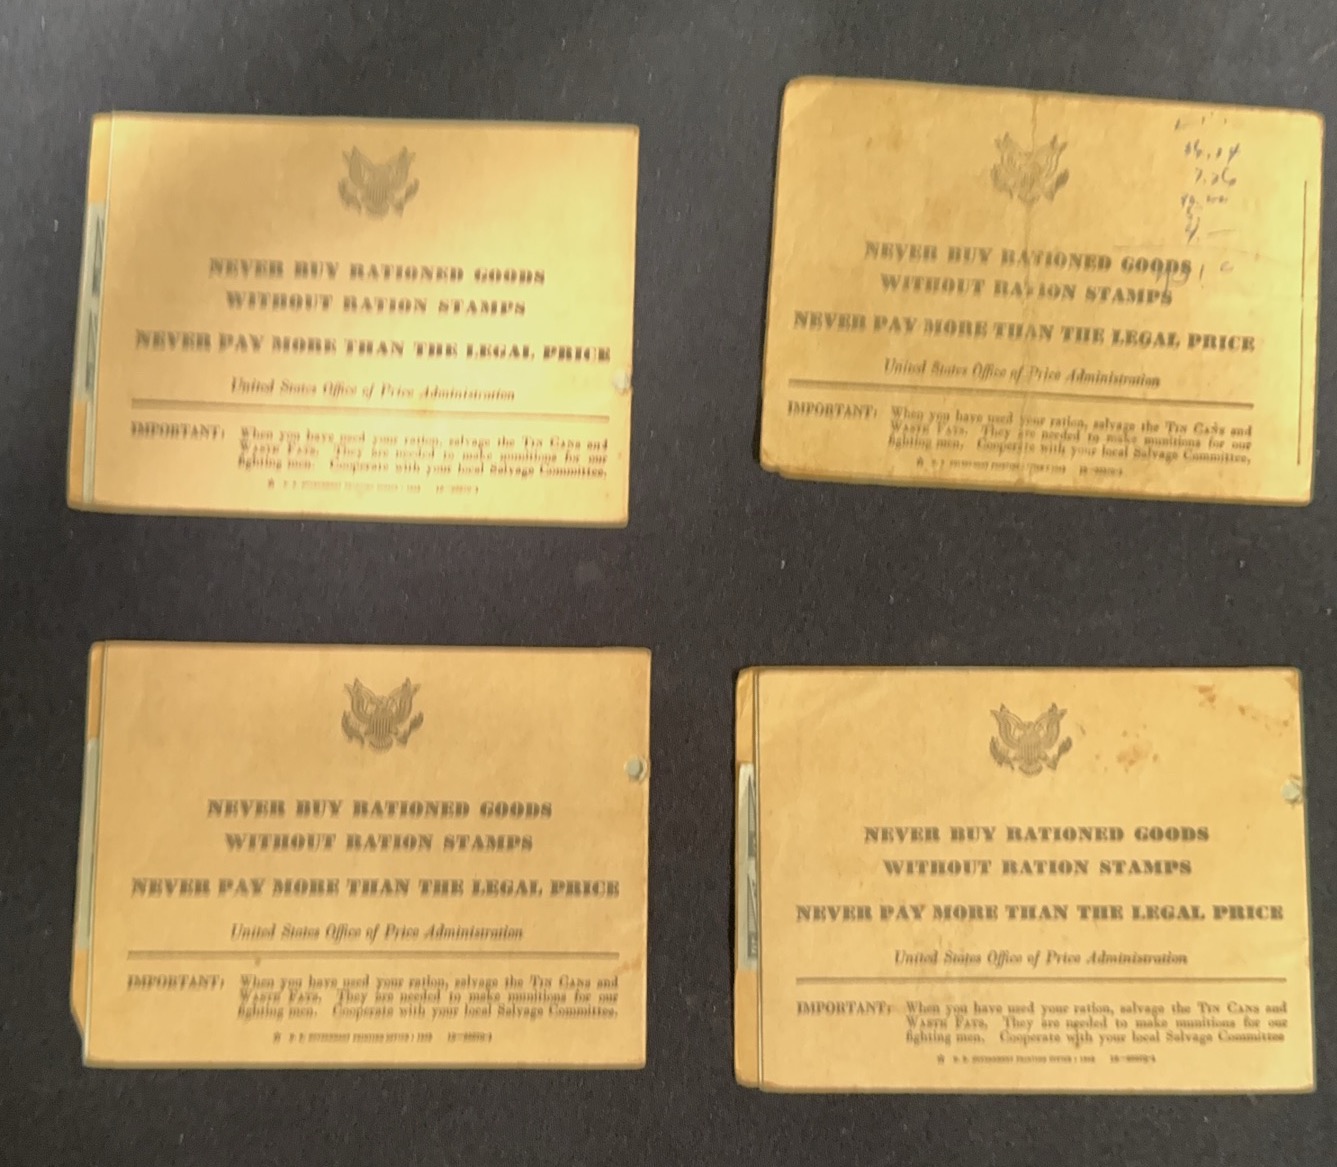 NEVER BUY RATIONED GOODS
WITHOUT RATION STAMPS
NEVER PAY MORE THAN THE LEGAL PRICE
United States Office of Price Administration
IMPORTANT: When you have used your ration, salvage the TIN CANS and
WASTE FATS. They are needed to make munitions for our
fighting men. Cooperate with your local Salvage Committee.
NEVER BUY RATIONED GOODS
WITHOUT RATION STAMPS
NEVER PAY MORE THAN THE LEGAL PRICE
United States Office of Price Administration
IMPORTANT: When you have used your ration, salvage the TIN CANS and
WASTE FATS. They are needed to make munitions for our
fighting men. Cooperate with your local Salvage Committee.
NEVER BUY RATIONED GOODS
WITHOUT RATION STAMPS
NEVER PAY MORE THAN THE LEGAL PRICE
United States Office of Price Administration
IMPORTANT: When you have used your ration, salvage the TIN CANS and
WASTE FATS. They are needed to make munitions for our
fighting men. Cooperate with your local Salvage Committee.
NEVER BUY RATIONED GOODS
WITHOUT RATION STAMPS
NEVER PAY MORE THAN THE LEGAL PRICE
United States Office of Price Administration
IMPORTANT: When you have used your ration, salvage the TIN CANS and
WASTE FATS. They are needed to make munitions for our
fighting men. Cooperate with your local Salvage Committee